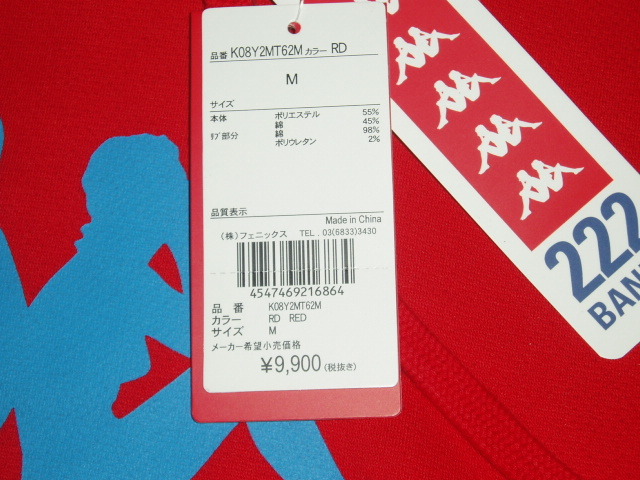 品番 K08Y2MT62M カラー RD
M
サイズ
本体 ポリエステル 55%
綿 45%
ﾘﾌﾞ部分 綿 98%
ポリウレタン 2%
品質表示
Made in China
(株)フェニックス TEL. 03(6833)3430
4547469216864
品 番 K08Y2MT62M
カラー RD RED
サイズ M
メーカー希望小売価格
¥9,900(税抜き)
222
BAN